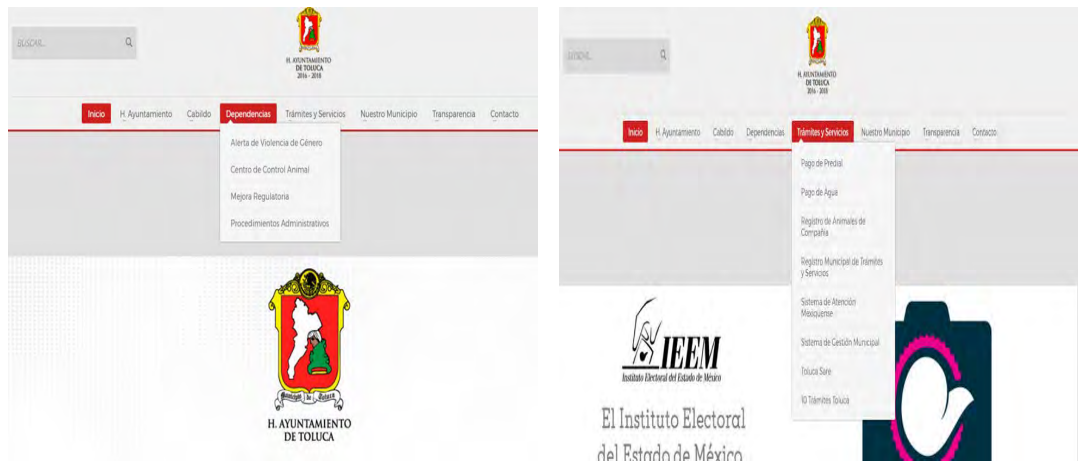 BUSCAR...
H. AYUNTAMIENTO
DE TOLUCA
2016 - 2018
Inicio H. Ayuntamiento Cabildo Dependencias Trámites y Servicios Nuestro Municipio Transparencia Contacto
Alerta de Violencia de Género
Centro de Control Animal
Mejora Regulatoria
Procedimientos Administrativos
H. AYUNTAMIENTO
DE TOLUCA
BUSCAR...
H. AYUNTAMIENTO
DE TOLUCA
2016 - 2018
Inicio H. Ayuntamiento Cabildo Dependencias Trámites y Servicios Nuestro Municipio Transparencia Contacto
Pago de Predial
Pago de Agua
Registro de Animales de
Compañía
Registro Municipal de Trámites
y Servicios
Sistema de Atención
Mexiquense
Sistema de Gestión Municipal
Toluca Sare
10 Trámites Toluca
IEEM
Instituto Electoral del Estado de México
El Instituto Electoral
del Estado de México